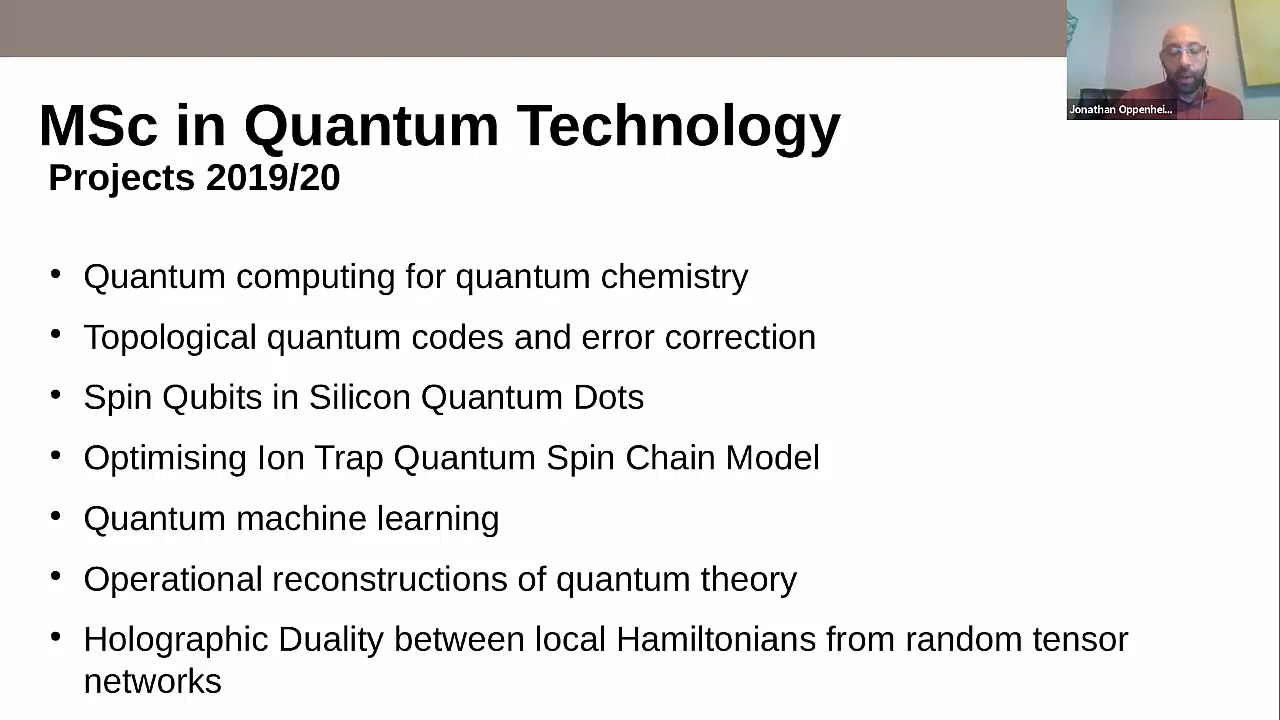 Jonathan Oppenhei...
MSc in Quantum Technology
Projects 2019/20
• Quantum computing for quantum chemistry
• Topological quantum codes and error correction
• Spin Qubits in Silicon Quantum Dots
• Optimising Ion Trap Quantum Spin Chain Model
• Quantum machine learning
• Operational reconstructions of quantum theory
• Holographic Duality between local Hamiltonians from random tensor
networks